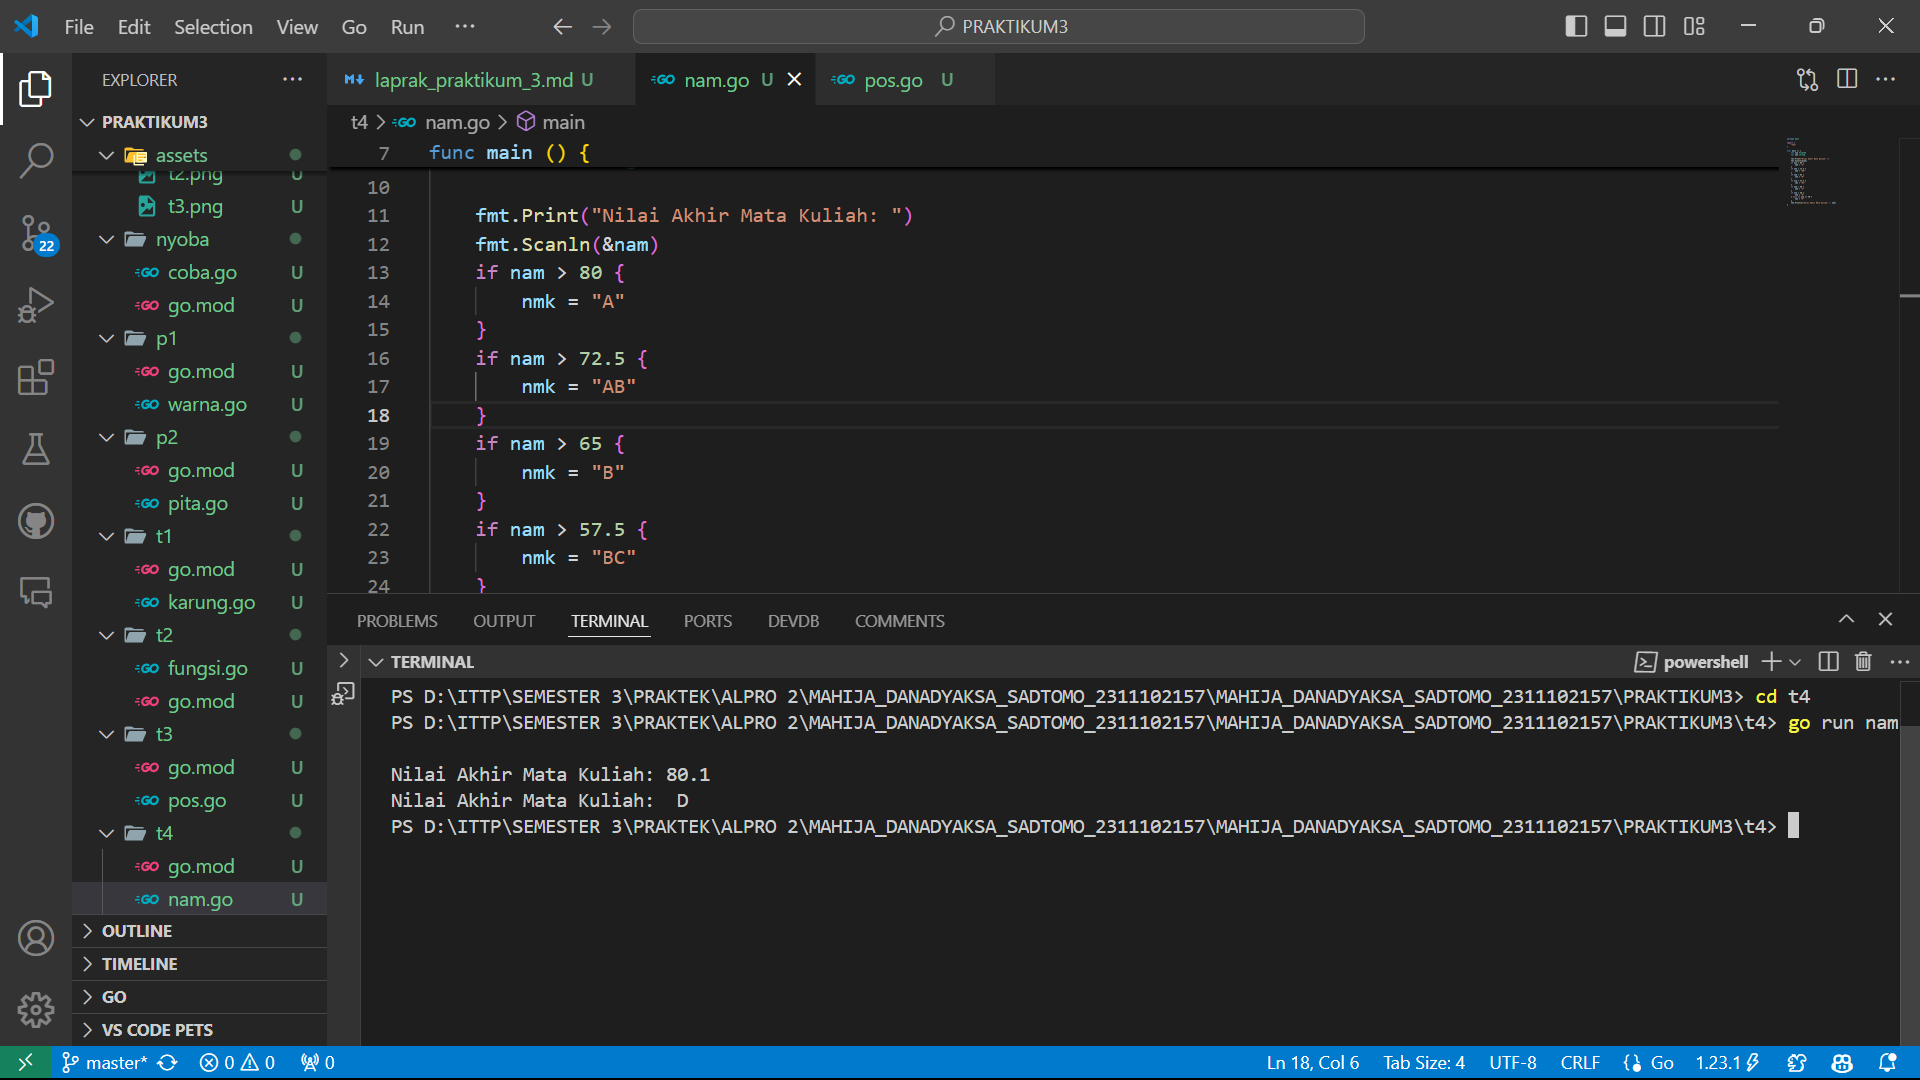 File Edit Selection View Go Run ··· PRAKTIKUM3
EXPLORER ···
PRAKTIKUM3
assets
t2.png U
t3.png U
nyoba
coba.go U
go.mod U
p1
go.mod U
warna.go U
p2
go.mod U
pita.go U
t1
go.mod U
karung.go U
t2
fungsi.go U
go.mod U
t3
go.mod U
pos.go U
t4
go.mod U
nam.go U
OUTLINE
TIMELINE
GO
VS CODE PETS
22
laprak_praktikum_3.md U nam.go U pos.go U
t4 > nam.go > main
7 func main () {
10
11 fmt.Print("Nilai Akhir Mata Kuliah: ")
12 fmt.Scanln(&nam)
13 if nam > 80 {
14 nmk = "A"
15 }
16 if nam > 72.5 {
17 nmk = "AB"
18 }
19 if nam > 65 {
20 nmk = "B"
21 }
22 if nam > 57.5 {
23 nmk = "BC"
24 }
PROBLEMS OUTPUT TERMINAL PORTS DEVDB COMMENTS
TERMINAL powershell
PS D:\ITTP\SEMESTER 3\PRAKTEK\ALPRO 2\MAHIJA_DANADYAKSA_SADTOMO_2311102157\MAHIJA_DANADYAKSA_SADTOMO_2311102157\PRAKTIKUM3> cd t4
PS D:\ITTP\SEMESTER 3\PRAKTEK\ALPRO 2\MAHIJA_DANADYAKSA_SADTOMO_2311102157\MAHIJA_DANADYAKSA_SADTOMO_2311102157\PRAKTIKUM3\t4> go run nam
Nilai Akhir Mata Kuliah: 80.1
Nilai Akhir Mata Kuliah:  D
PS D:\ITTP\SEMESTER 3\PRAKTEK\ALPRO 2\MAHIJA_DANADYAKSA_SADTOMO_2311102157\MAHIJA_DANADYAKSA_SADTOMO_2311102157\PRAKTIKUM3\t4>
master* 0 0 0 Ln 18, Col 6 Tab Size: 4 UTF-8 CRLF {} Go 1.23.1